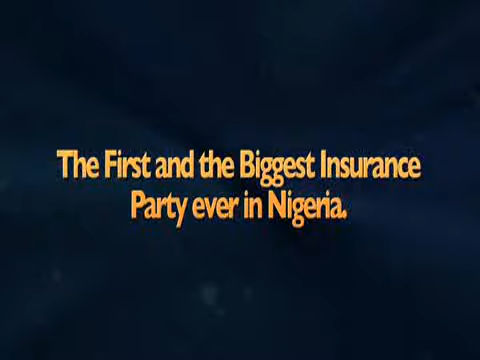 The First and the Biggest Insurance
Party ever in Nigeria.